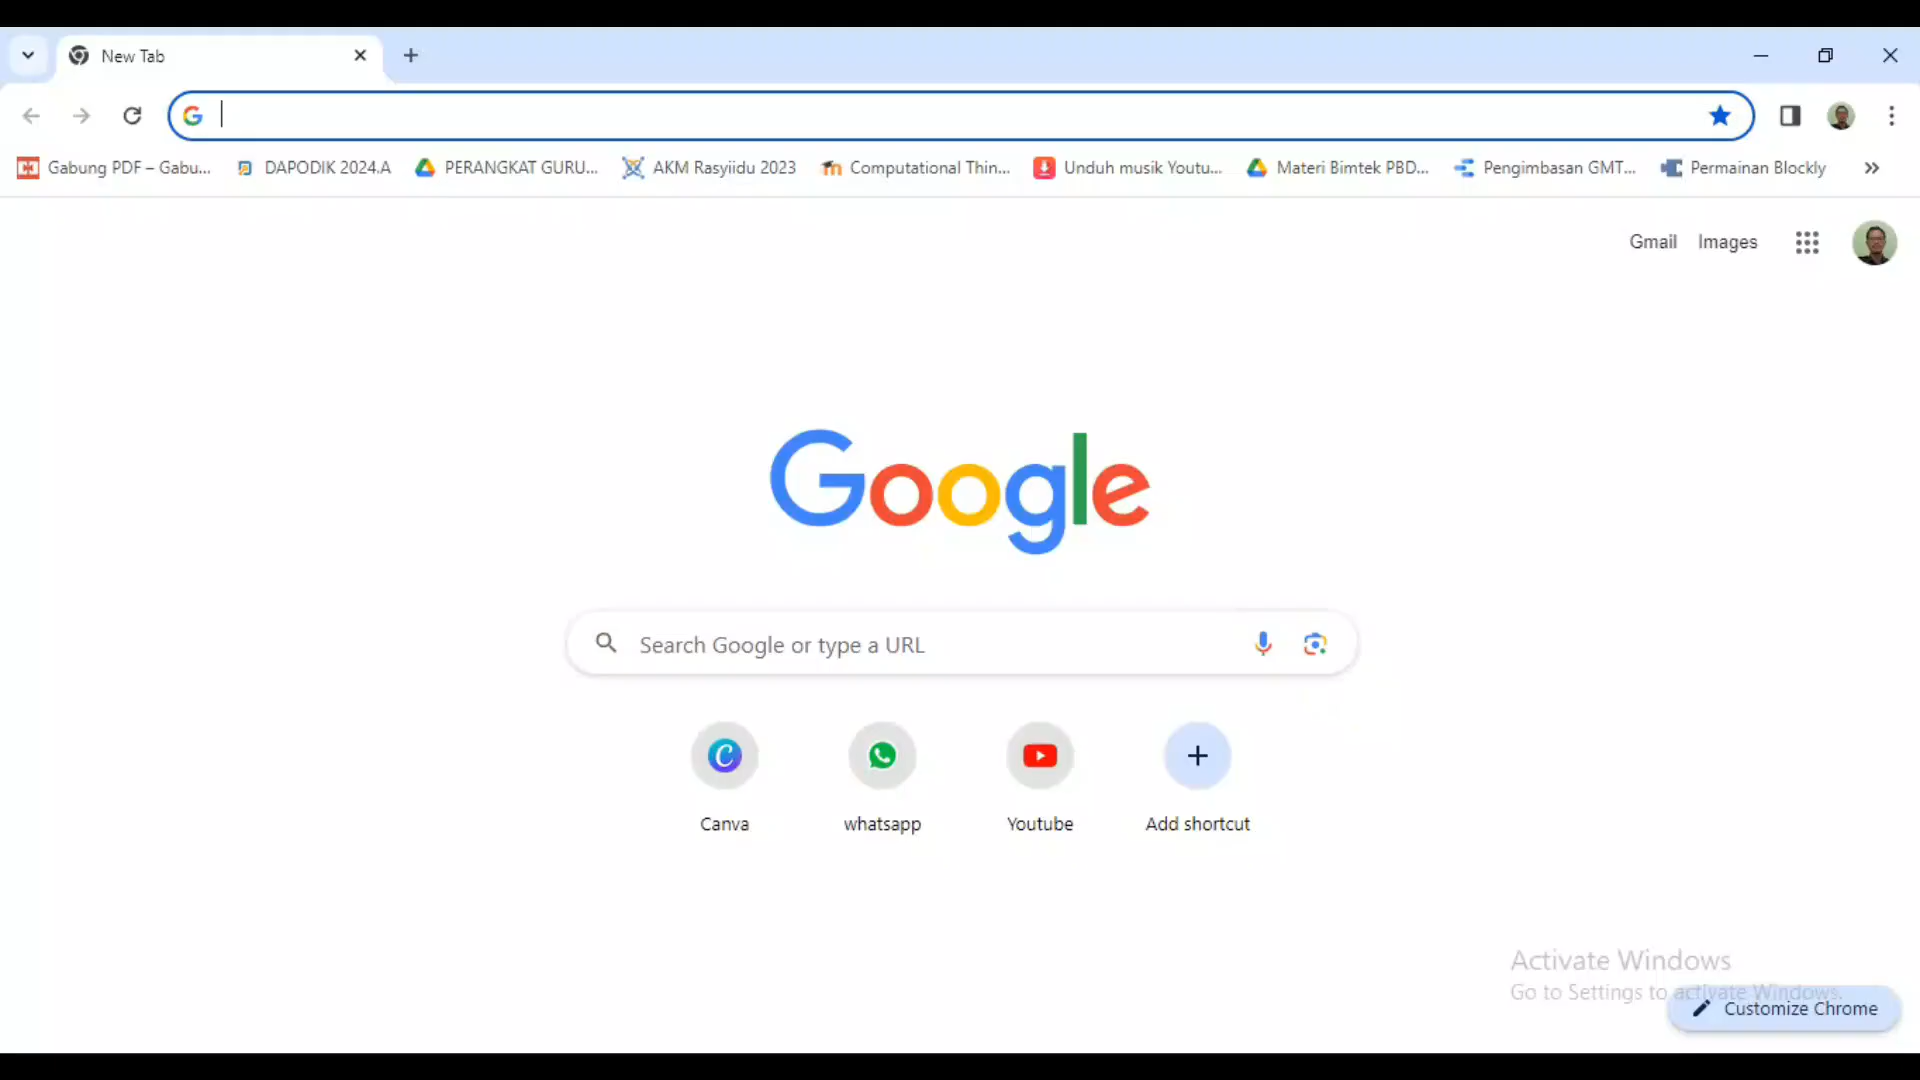 New Tab
Gabung PDF – Gabu...
DAPODIK 2024.A
PERANGKAT GURU...
AKM Rasyiidu 2023
Computational Thin...
Unduh musik Youtu...
Materi Bimtek PBD...
Pengimbasan GMT...
Permainan Blockly
Gmail
Images
Google
Search Google or type a URL
Canva
whatsapp
Youtube
Add shortcut
Activate Windows
Go to Settings to activate Windows.
Customize Chrome